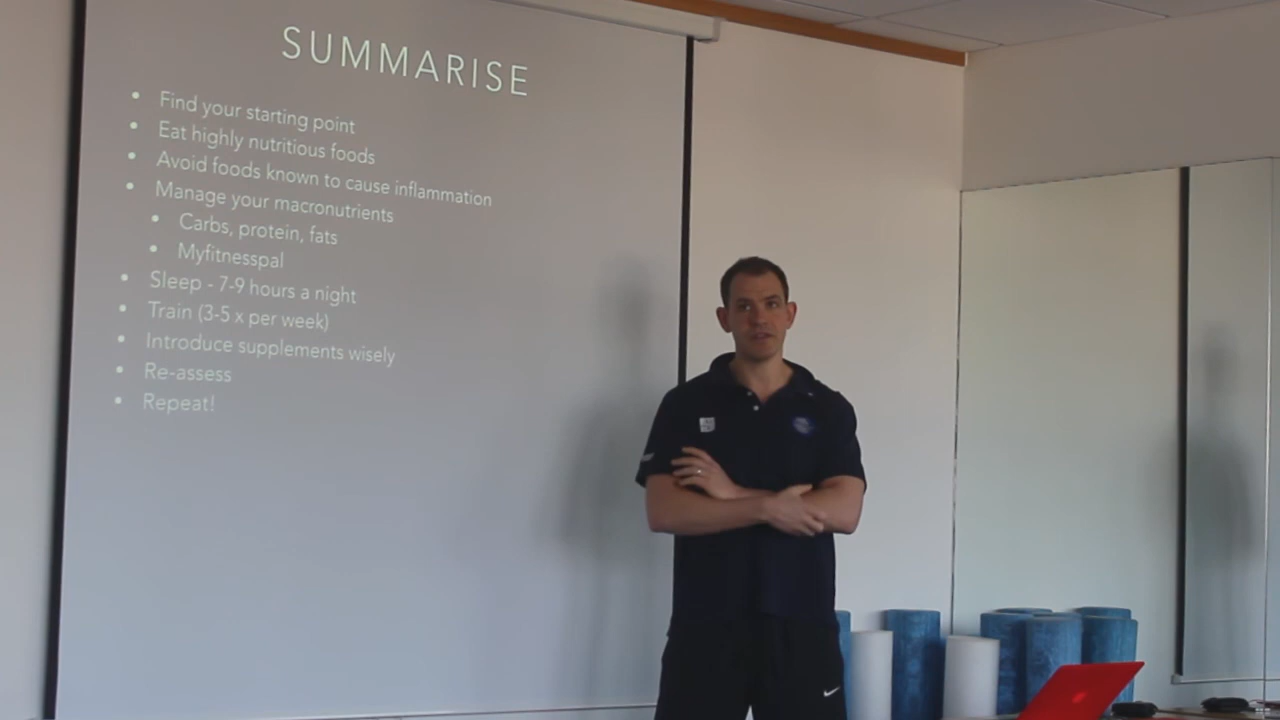 SUMMARISE
• Find your starting point
• Eat highly nutritious foods
• Avoid foods known to cause inflammation
• Manage your macronutrients
• Carbs, protein, fats
• Myfitnesspal
• Sleep - 7-9 hours a night
• Train (3-5 x per week)
• Introduce supplements wisely
• Re-assess
• Repeat!